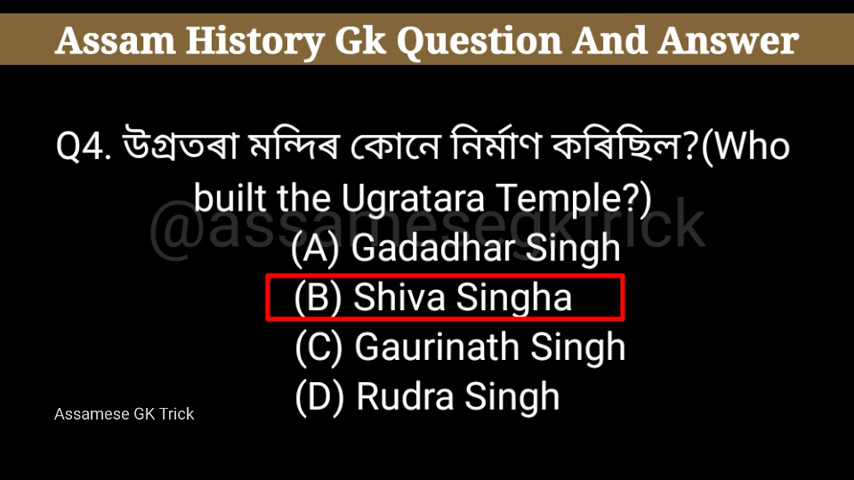 Assam History Gk Question And Answer
Q4. উগ্ৰতৰা মন্দিৰ কোনে নিৰ্মাণ কৰিছিল?(Who
built the Ugratara Temple?)
@assamesegktrick
(A) Gadadhar Singh
(B) Shiva Singha
(C) Gaurinath Singh
(D) Rudra Singh
Assamese GK Trick